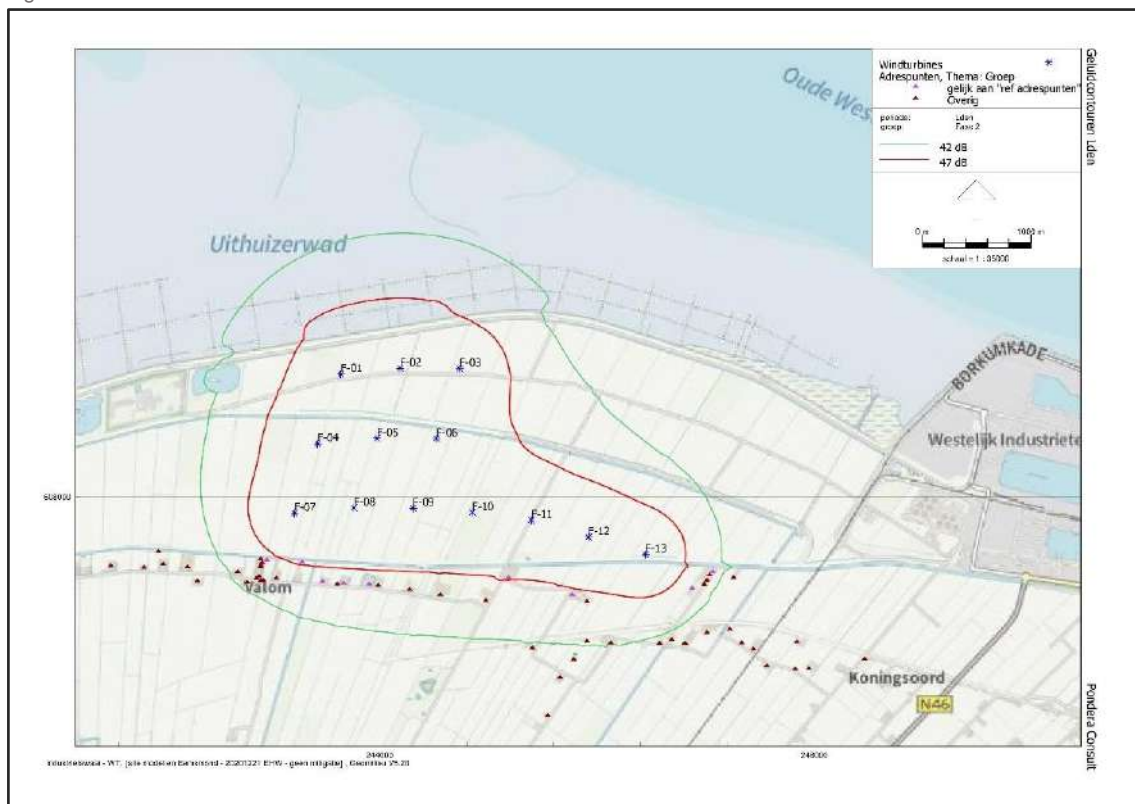 Windturbines
Adrespunten, Thema: Groep
gelijk aan "ref adrespunten"
Overig
periode: Lden
groep: Fase 2
42 dB
47 dB
0 m 1000 m
schaal = 1 :
Geluidcontouren Lden
Oude
Uithuizerwad
BORKUMKADE
Westelijk Industriete
F-01
F-02
F-03
F-04
F-05
F-06
F-07
F-08
F-09
F-10
F-11
F-12
F-13
Valom
Koningsoord
N46
Pondera Consult